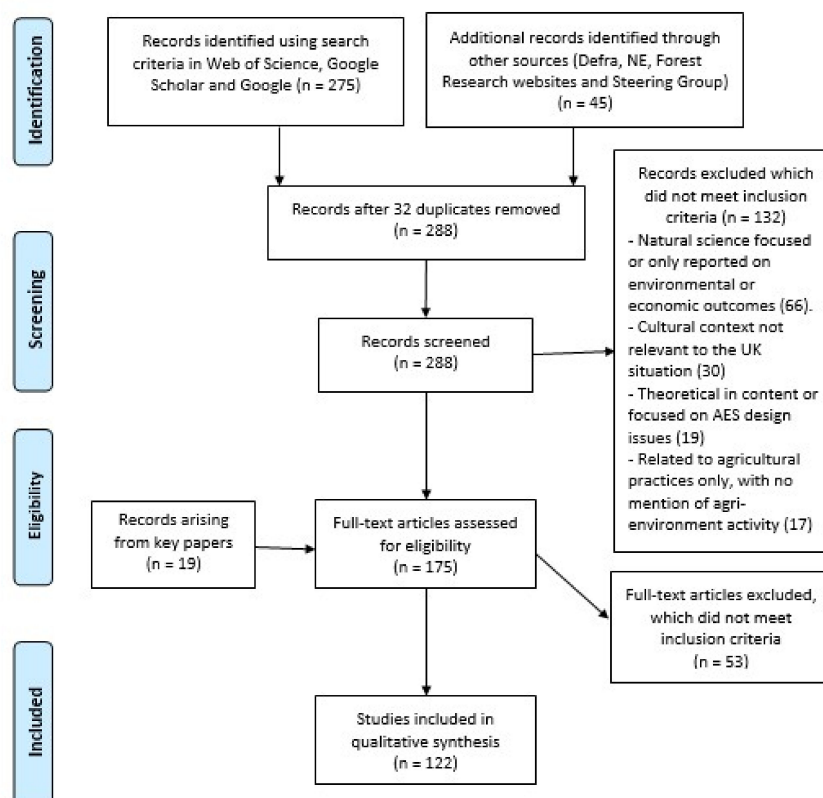 Identification
Records identified using search
criteria in Web of Science, Google
Scholar and Google (n = 275)
Additional records identified through
other sources (Defra, NE, Forest
Research websites and Steering Group)
(n = 45)
Records after 32 duplicates removed
(n = 288)
Screening
Records screened
(n = 288)
Records excluded which
did not meet inclusion
criteria (n = 132)
- Natural science focused
or only reported on
environmental or
economic outcomes (66).
- Cultural context not
relevant to the UK
situation (30)
- Theoretical in content or
focused on AES design
issues (19)
- Related to agricultural
practices only, with no
mention of agri-
environment activity (17)
Eligibility
Records arising
from key papers
(n = 19)
Full-text articles assessed
for eligibility
(n = 175)
Full-text articles excluded,
which did not meet
inclusion criteria
(n = 53)
Included
Studies included in
qualitative synthesis
(n = 122)